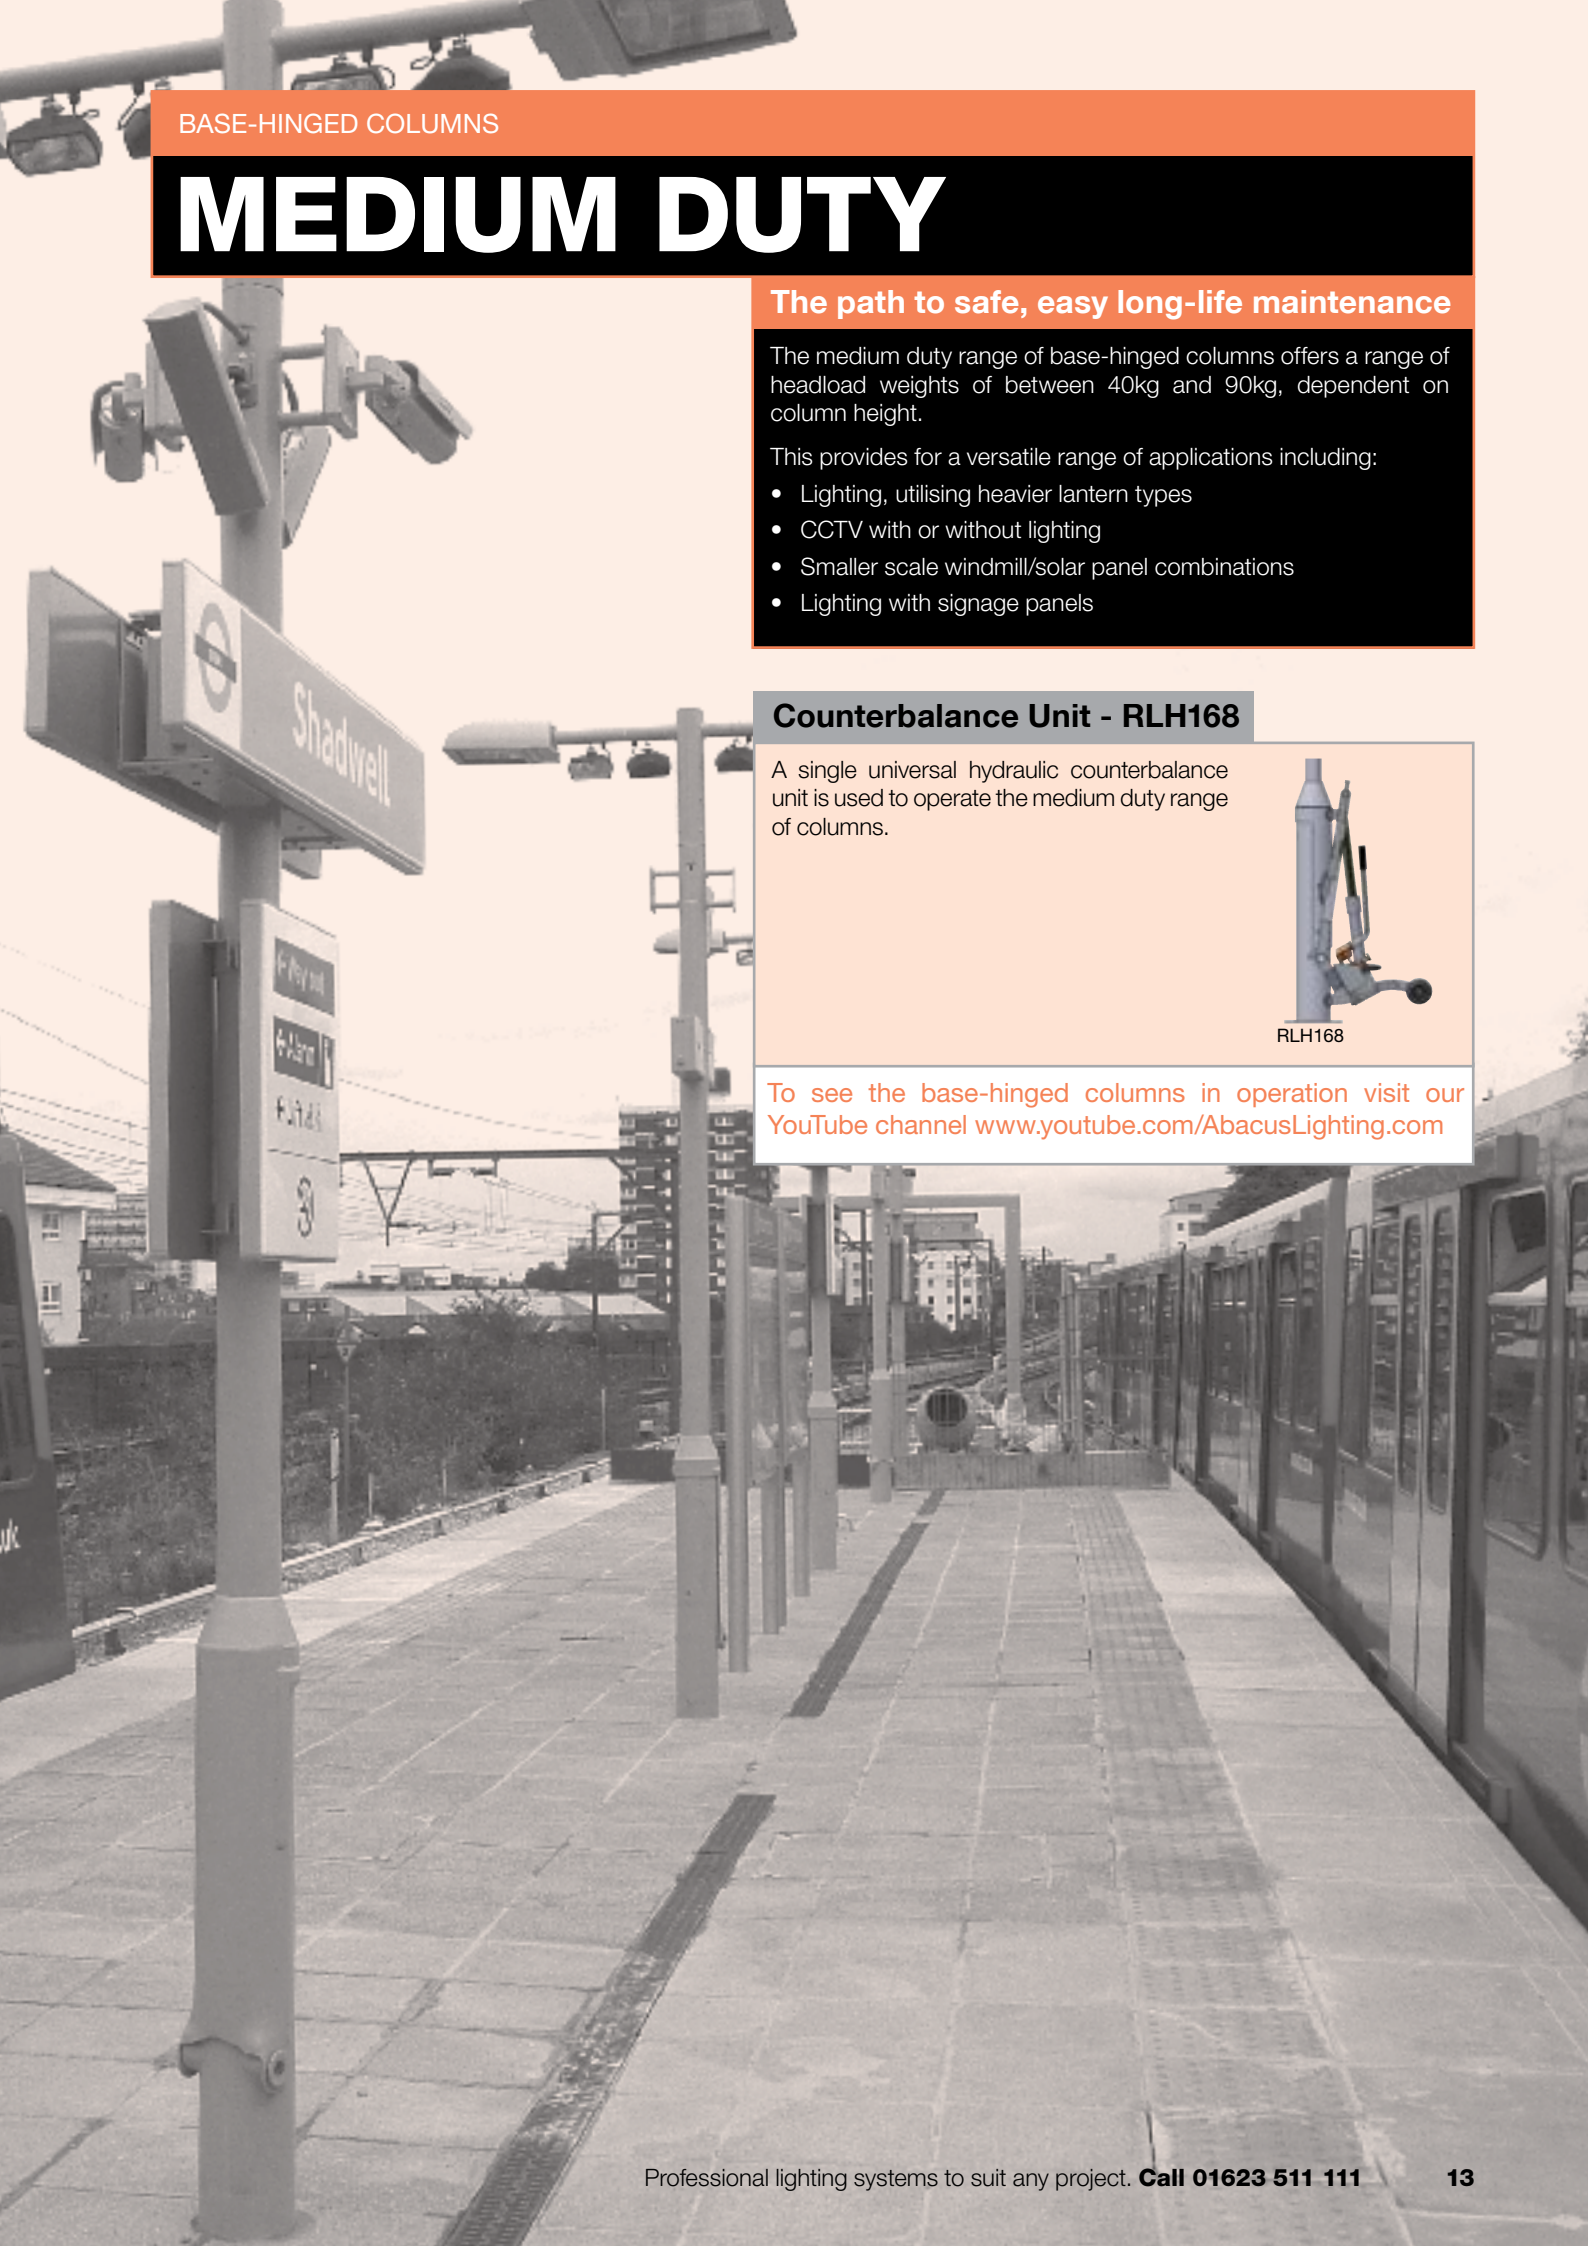 BASE-HINGED COLUMNS
MEDIUM DUTY
The path to safe, easy long-life maintenance
The medium duty range of base-hinged columns offers a range of
headload weights of between 40kg and 90kg, dependent on
column height.
This provides for a versatile range of applications including:
• Lighting, utilising heavier lantern types
• CCTV with or without lighting
• Smaller scale windmill/solar panel combinations
• Lighting with signage panels
Shadwell
Counterbalance Unit - RLH168
A single universal hydraulic counterbalance
unit is used to operate the medium duty range
of columns.
RLH168
To see the base-hinged columns in operation visit our
YouTube channel www.youtube.com/AbacusLighting.com
Way out
3
uk
Professional lighting systems to suit any project. Call 01623 511 111
13